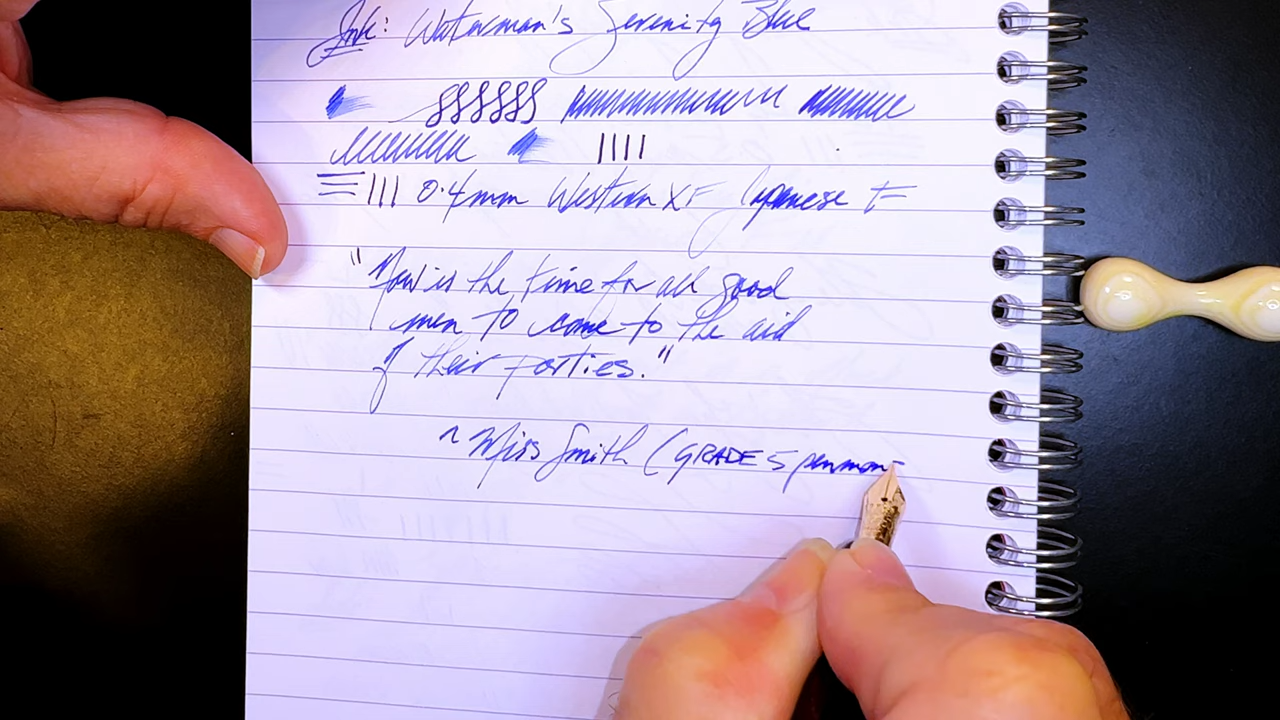 Ink: Waterman's Serenity Blue
0.4mm Western XF Japanese F
"Now is the time for all good
men to come to the aid
of their parties."
~ Miss Smith (GRADE 5 penman